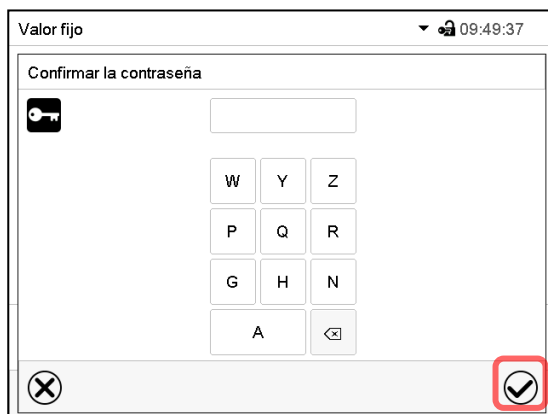 Valor fijo 09:49:37
Confirmar la contraseña
W Y Z
P Q R
G H N
A